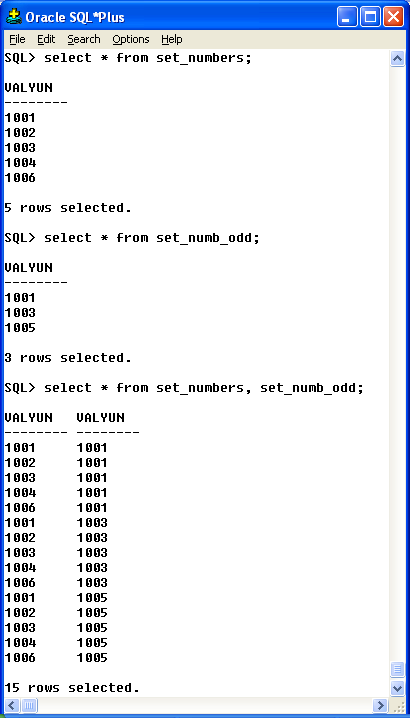 Oracle SQL*Plus
File Edit Search Options Help
SQL> select * from set_numbers;
VALYUN
--------
1001
1002
1003
1004
1006
5 rows selected.
SQL> select * from set_numb_odd;
VALYUN
--------
1001
1003
1005
3 rows selected.
SQL> select * from set_numbers, set_numb_odd;
VALYUN   VALYUN
-------- --------
1001     1001
1002     1001
1003     1001
1004     1001
1006     1001
1001     1003
1002     1003
1003     1003
1004     1003
1006     1003
1001     1005
1002     1005
1003     1005
1004     1005
1006     1005
15 rows selected.